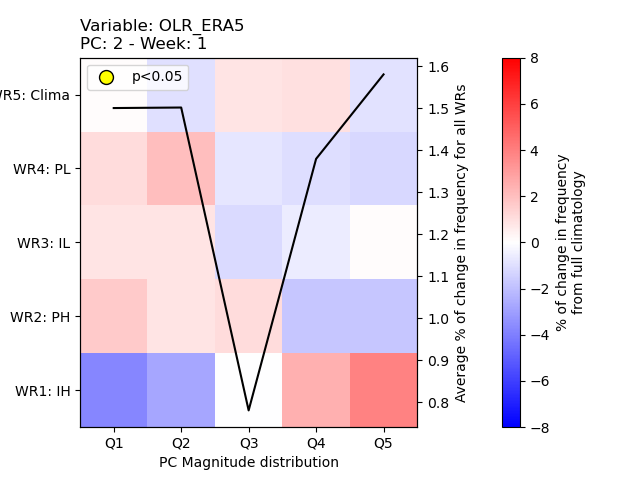 Variable: OLR_ERA5
PC: 2 - Week: 1
p<0.05
WR5: Clima
WR4: PL
WR3: IL
WR2: PH
WR1: IH
Q1 Q2 Q3 Q4 Q5
PC Magnitude distribution
1.6
1.5
1.4
1.3
1.2
1.1
1.0
0.9
0.8
Average % of change in frequency for all WRs
8
6
4
2
0
−2
−4
−6
−8
% of change in frequency
from full climatology